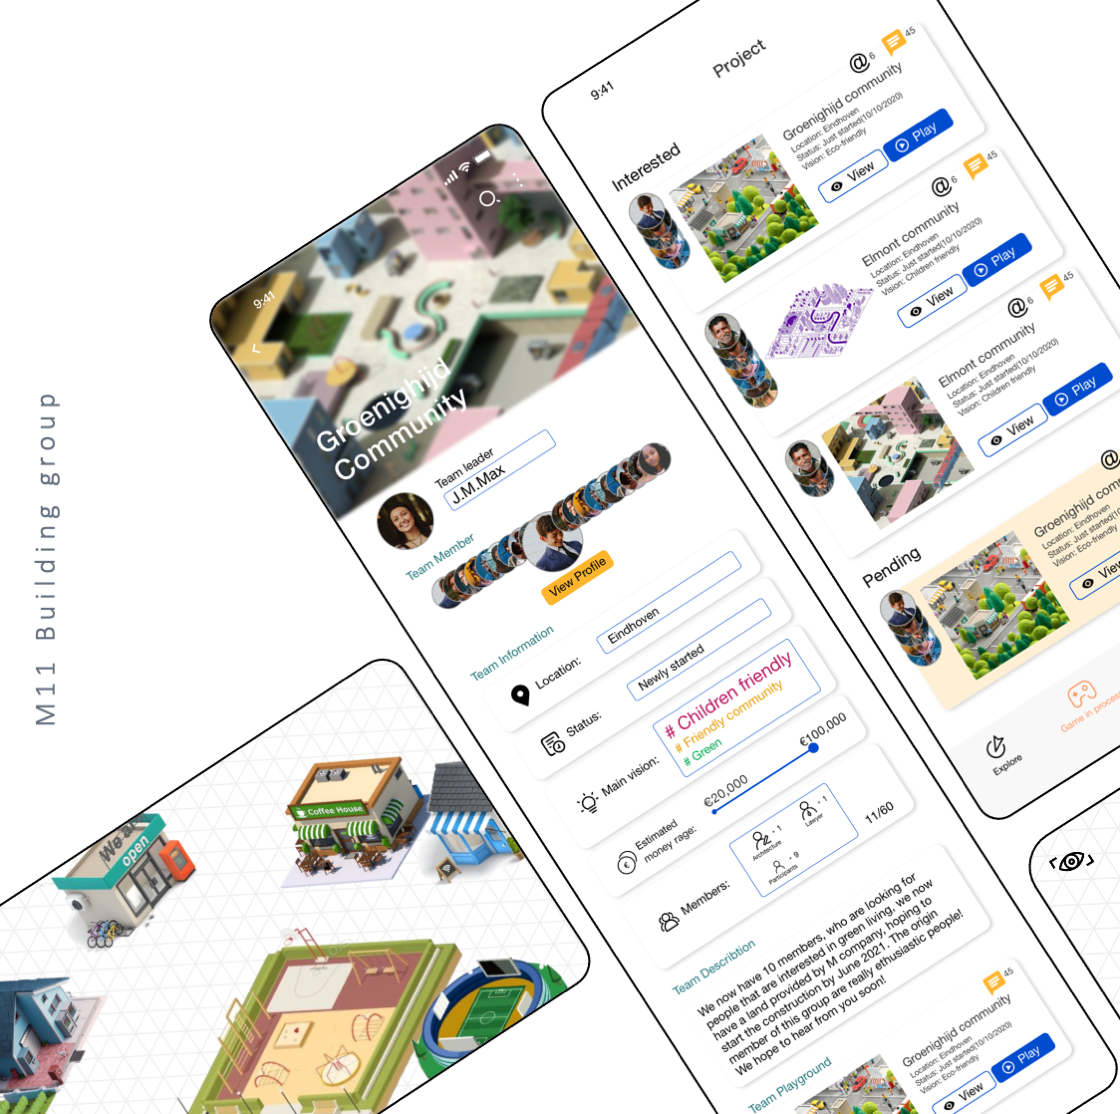 M11 Building group
9:41
Groenighijd
Community
Team leader
J.M.Max
Team Member
View Profile
Team Information
Location:
Eindhoven
Status:
Newly started
Main vision:
# Children friendly
# Friendly community
# Green
Estimated
money rage:
€20,000
€100,000
Members:
Architecture
1
Lawyer
1
Participants
9
11/60
Team Describtion
We now have 10 members, who are looking for
people that are interested in green living, we now
have a land provided by M company, hoping to
start the construction by June 2021. The origin
member of this group are really enthusiastic people!
We hope to hear from you soon!
Team Playground
45
Groenighijd community
Location: Eindhoven
Status: Just started(10/10/2020)
Vision: Eco-friendly
View
Play
9:41
Project
Interested
@ 6
45
Groenighijd community
Location: Eindhoven
Status: Just started(10/10/2020)
Vision: Eco-friendly
View
Play
@ 6
45
Elmont community
Location: Eindhoven
Status: Just started(10/10/2020)
Vision: Children friendly
View
Play
@ 6
45
Elmont community
Location: Eindhoven
Status: Just started(10/10/2020)
Vision: Children friendly
View
Play
Pending
@
Groenighijd com
Location: Eindhoven
Status: Just started(10/1
Vision: Eco-friendly
View
Explore
Game in process
We a
open
Coffee House